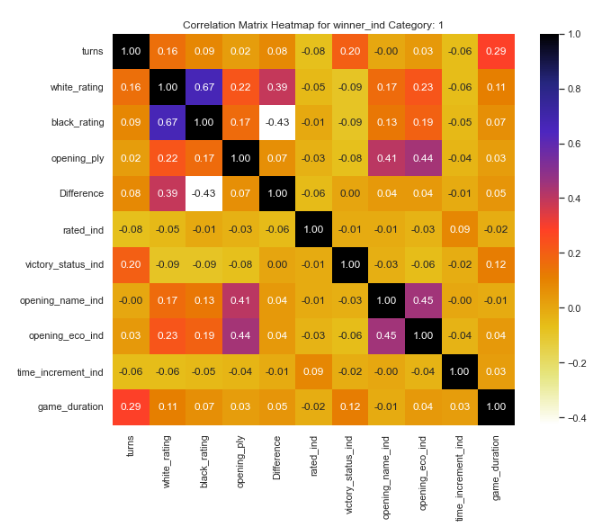 Correlation Matrix Heatmap for winner_ind Category: 1
turns 1.00 0.16 0.09 0.02 0.08 -0.08 0.20 -0.00 0.03 -0.06 0.29
white_rating 0.16 1.00 0.67 0.22 0.39 -0.05 -0.09 0.17 0.23 -0.06 0.11
black_rating 0.09 0.67 1.00 0.17 -0.43 -0.01 -0.09 0.13 0.19 -0.05 0.07
opening_ply 0.02 0.22 0.17 1.00 0.07 -0.03 -0.08 0.41 0.44 -0.04 0.03
Difference 0.08 0.39 -0.43 0.07 1.00 -0.06 0.00 0.04 0.04 -0.01 0.05
rated_ind -0.08 -0.05 -0.01 -0.03 -0.06 1.00 -0.01 -0.01 -0.03 0.09 -0.02
victory_status_ind 0.20 -0.09 -0.09 -0.08 0.00 -0.01 1.00 -0.03 -0.06 -0.02 0.12
opening_name_ind -0.00 0.17 0.13 0.41 0.04 -0.01 -0.03 1.00 0.45 -0.00 -0.01
opening_eco_ind 0.03 0.23 0.19 0.44 0.04 -0.03 -0.06 0.45 1.00 -0.04 0.04
time_increment_ind -0.06 -0.06 -0.05 -0.04 -0.01 0.09 -0.02 -0.00 -0.04 1.00 0.03
game_duration 0.29 0.11 0.07 0.03 0.05 -0.02 0.12 -0.01 0.04 0.03 1.00
turns
white_rating
black_rating
opening_ply
Difference
rated_ind
victory_status_ind
opening_name_ind
opening_eco_ind
time_increment_ind
game_duration
1.0
0.8
0.6
0.4
0.2
0.0
-0.2
-0.4